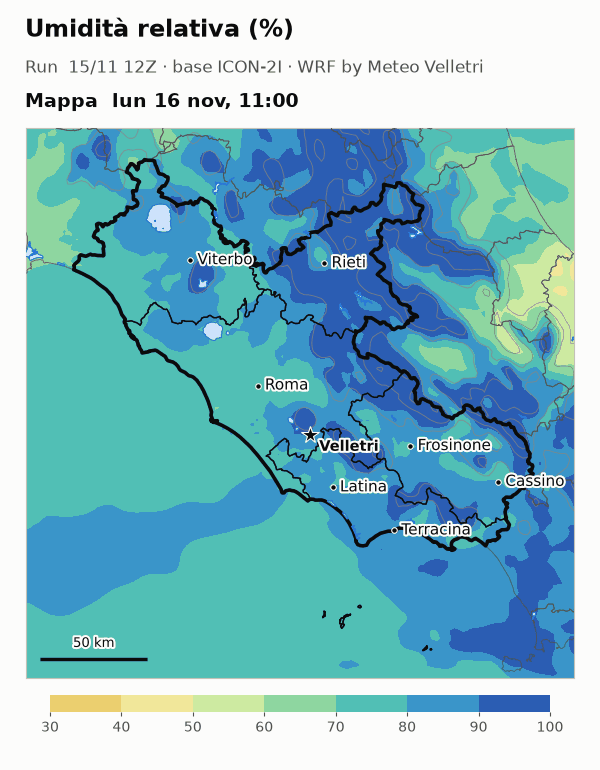 Umidità relativa (%)
Run  15/11 12Z · base ICON-2I · WRF by Meteo Velletri
Mappa  lun 16 nov, 11:00
Viterbo
Rieti
Roma
Velletri
Frosinone
Cassino
Latina
Terracina
50 km
30 40 50 60 70 80 90 100